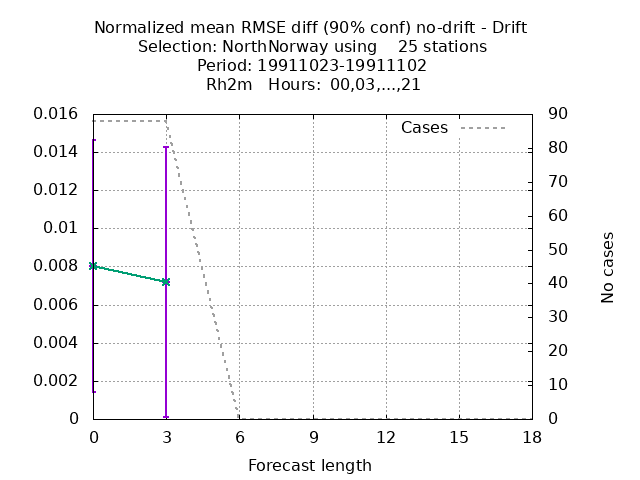 Normalized mean RMSE diff (90% conf) no-drift - Drift
Selection: NorthNorway using    25 stations
Period: 19911023-19911102
Rh2m   Hours:  00,03,...,21
0.016
0.014
0.012
0.01
0.008
0.006
0.004
0.002
0
Cases
90
80
70
60
50
40
30
20
10
0
No cases
0 3 6 9 12 15 18
Forecast length